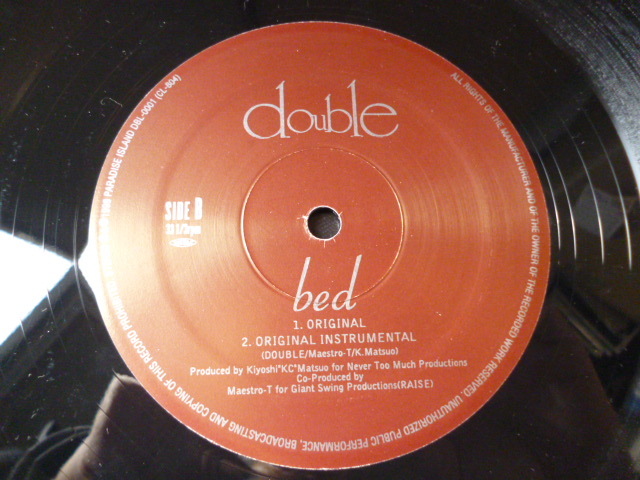 double
SIDE B
33 1/3rpm
bed
1. ORIGINAL
2. ORIGINAL INSTRUMENTAL
(DOUBLE/Maestro-T/K.Matsuo)
Produced by Kiyoshi"KC"Matsuo for Never Too Much Productions
Co-Produced by
Maestro-T for Giant Swing Productions(RAISE)
1998 PARADISE ISLAND DBL-0001 (CL-804)
ALL RIGHTS OF THE MANUFACTURER AND OF THE OWNER OF THE RECORDED WORK RESERVED. UNAUTHORIZED PUBLIC PERFORMANCE, BROADCASTING AND COPYING OF THIS RECORD PROHIBITED